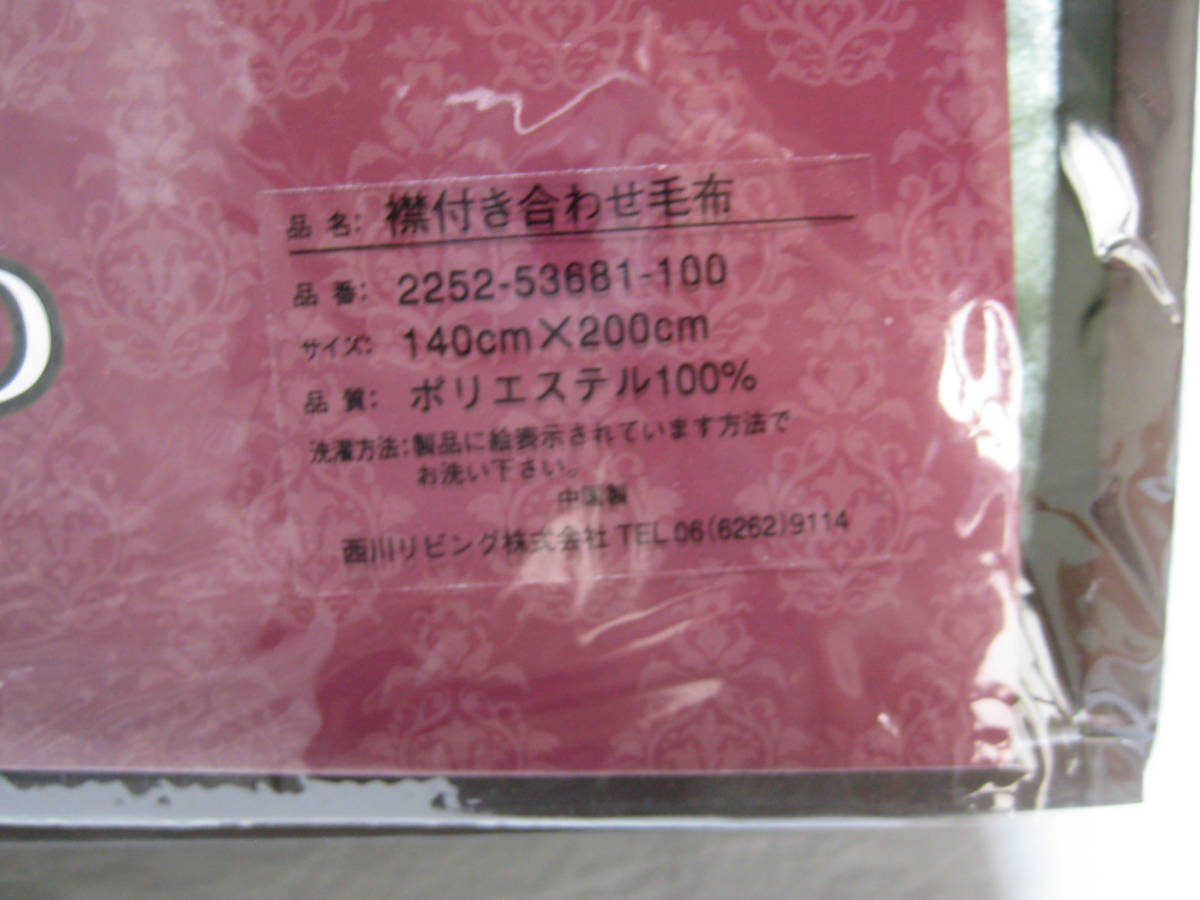 品名: 襟付き合わせ毛布
品番: 2252-53681-100
サイズ: 140cm×200cm
品質: ポリエステル100%
洗濯方法: 製品に絵表示されています方法で
お洗い下さい。
中国製
西川リビング株式会社 TEL 06(6262)9114